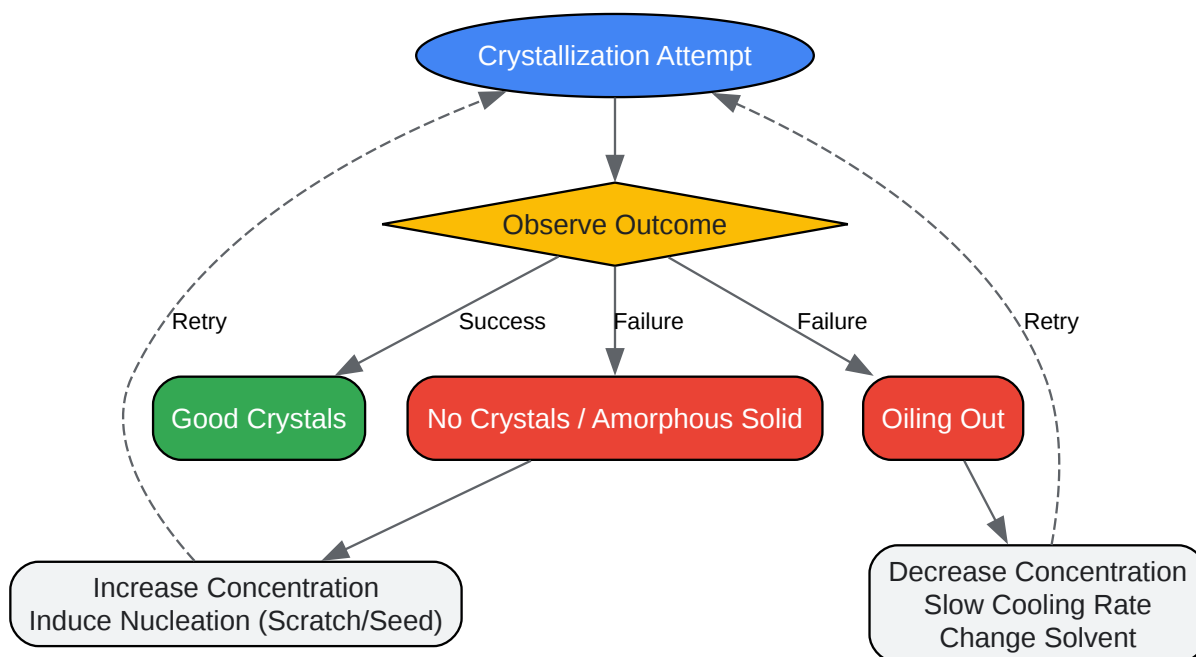 Crystallization Attempt
Observe Outcome
Retry
Success
Failure
Failure
Retry
Good Crystals
No Crystals / Amorphous Solid
Oiling Out
Increase Concentration
Induce Nucleation (Scratch/Seed)
Decrease Concentration
Slow Cooling Rate
Change Solvent